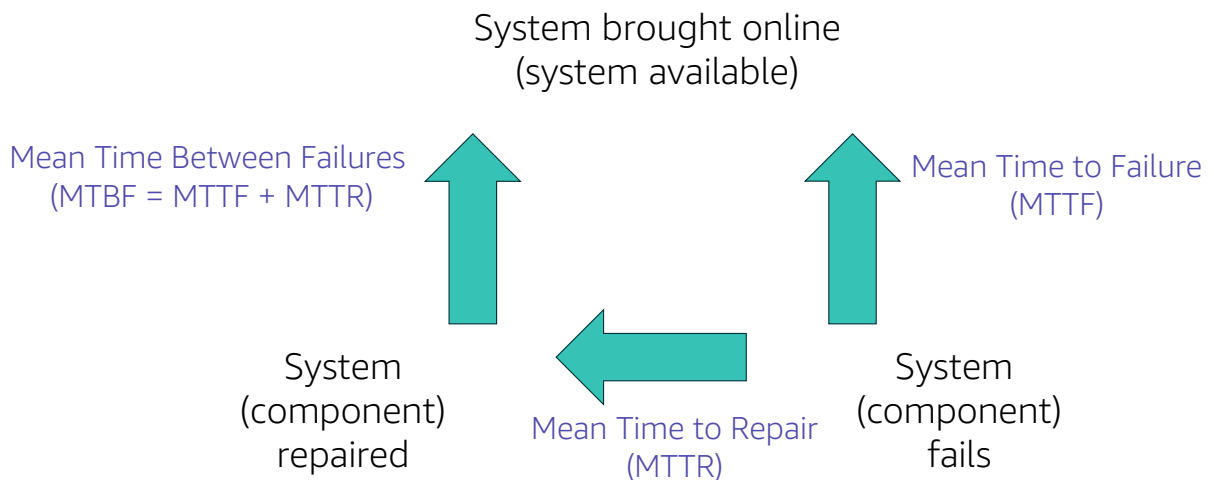 System brought online
(system available)
Mean Time Between Failures
(MTBF = MTTF + MTTR)
Mean Time to Failure
(MTTF)
System
(component)
repaired
Mean Time to Repair
(MTTR)
System
(component)
fails